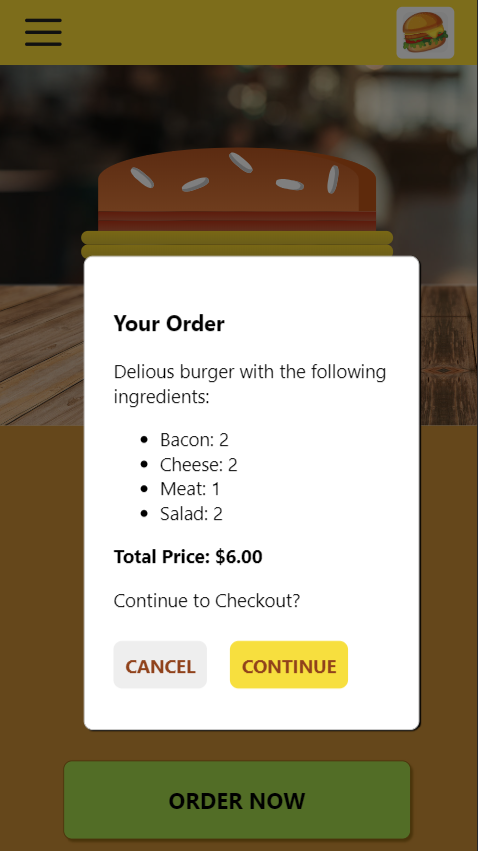 Your Order
Delious burger with the following
ingredients:
Bacon: 2
Cheese: 2
Meat: 1
Salad: 2
Total Price: $6.00
Continue to Checkout?
CANCEL CONTINUE
ORDER NOW